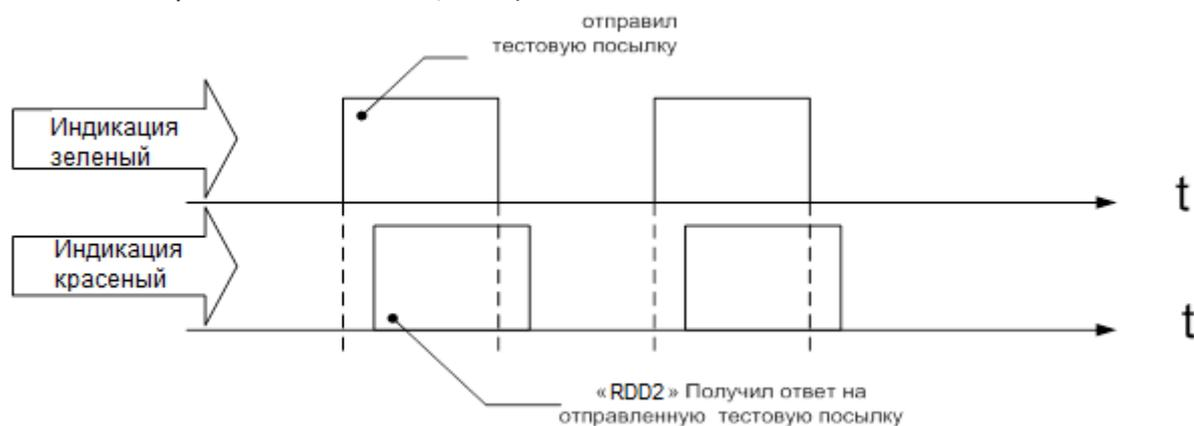 отправил
тестовую посылку
Индикация
зеленый
t
Индикация
красеный
t
«RDD2» Получил ответ на
отправленную тестовую посылку